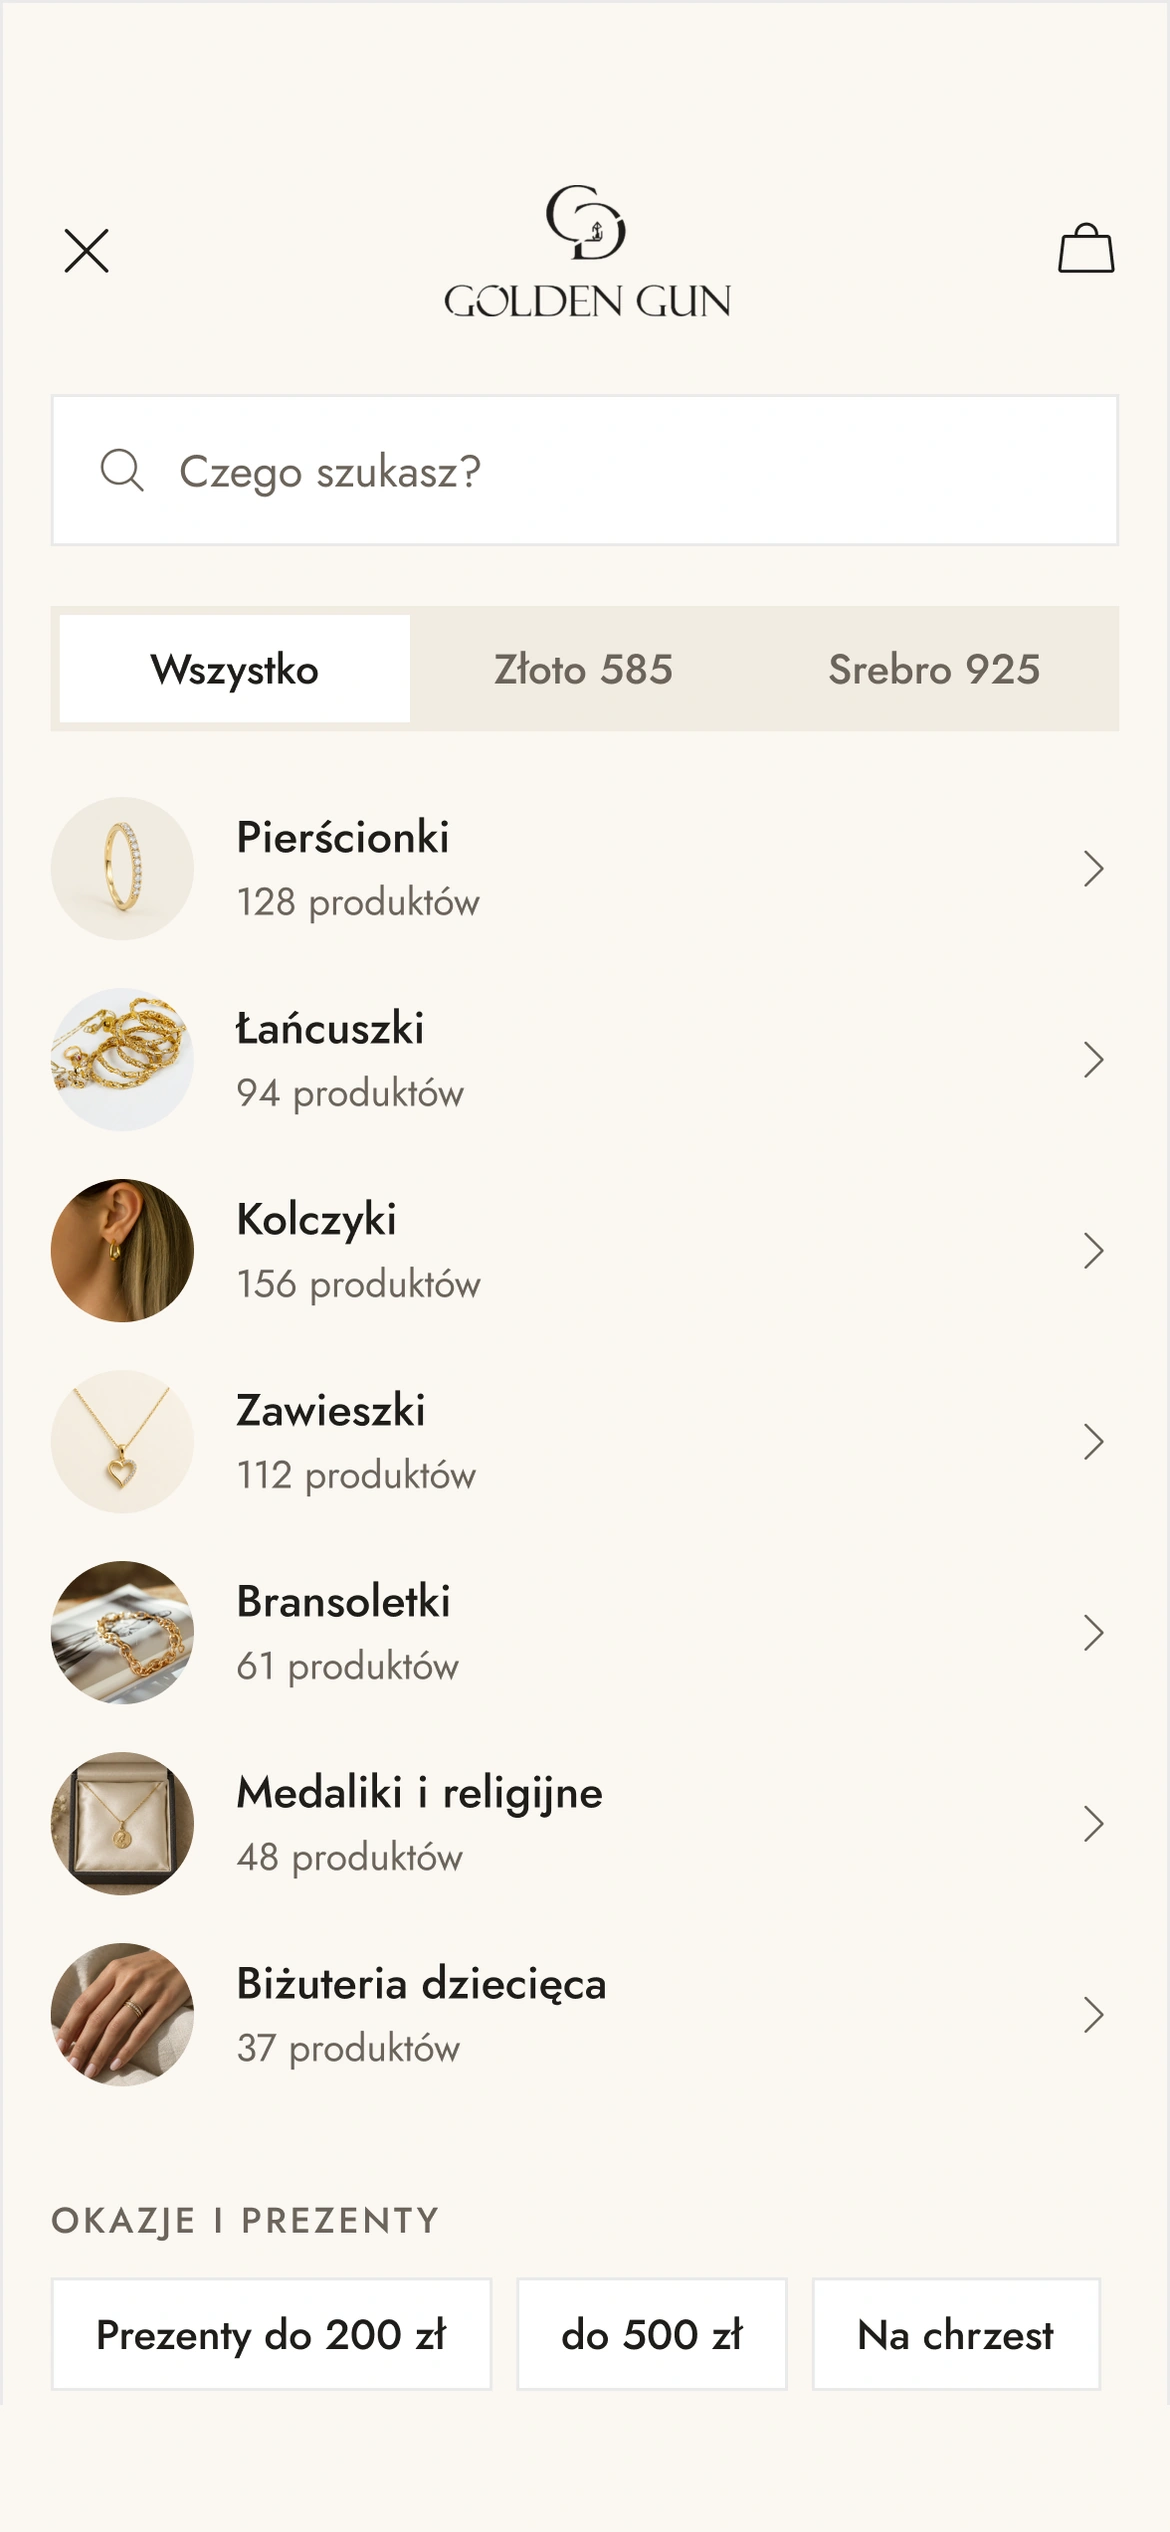 GOLDEN GUN
Czego szukasz?
Wszystko
Złoto 585
Srebro 925
Pierścionki
128 produktów
Łańcuszki
94 produktów
Kolczyki
156 produktów
Zawieszki
112 produktów
Bransoletki
61 produktów
Medaliki i religijne
48 produktów
Biżuteria dziecięca
37 produktów
OKAZJE I PREZENTY
Prezenty do 200 zł
do 500 zł
Na chrzest